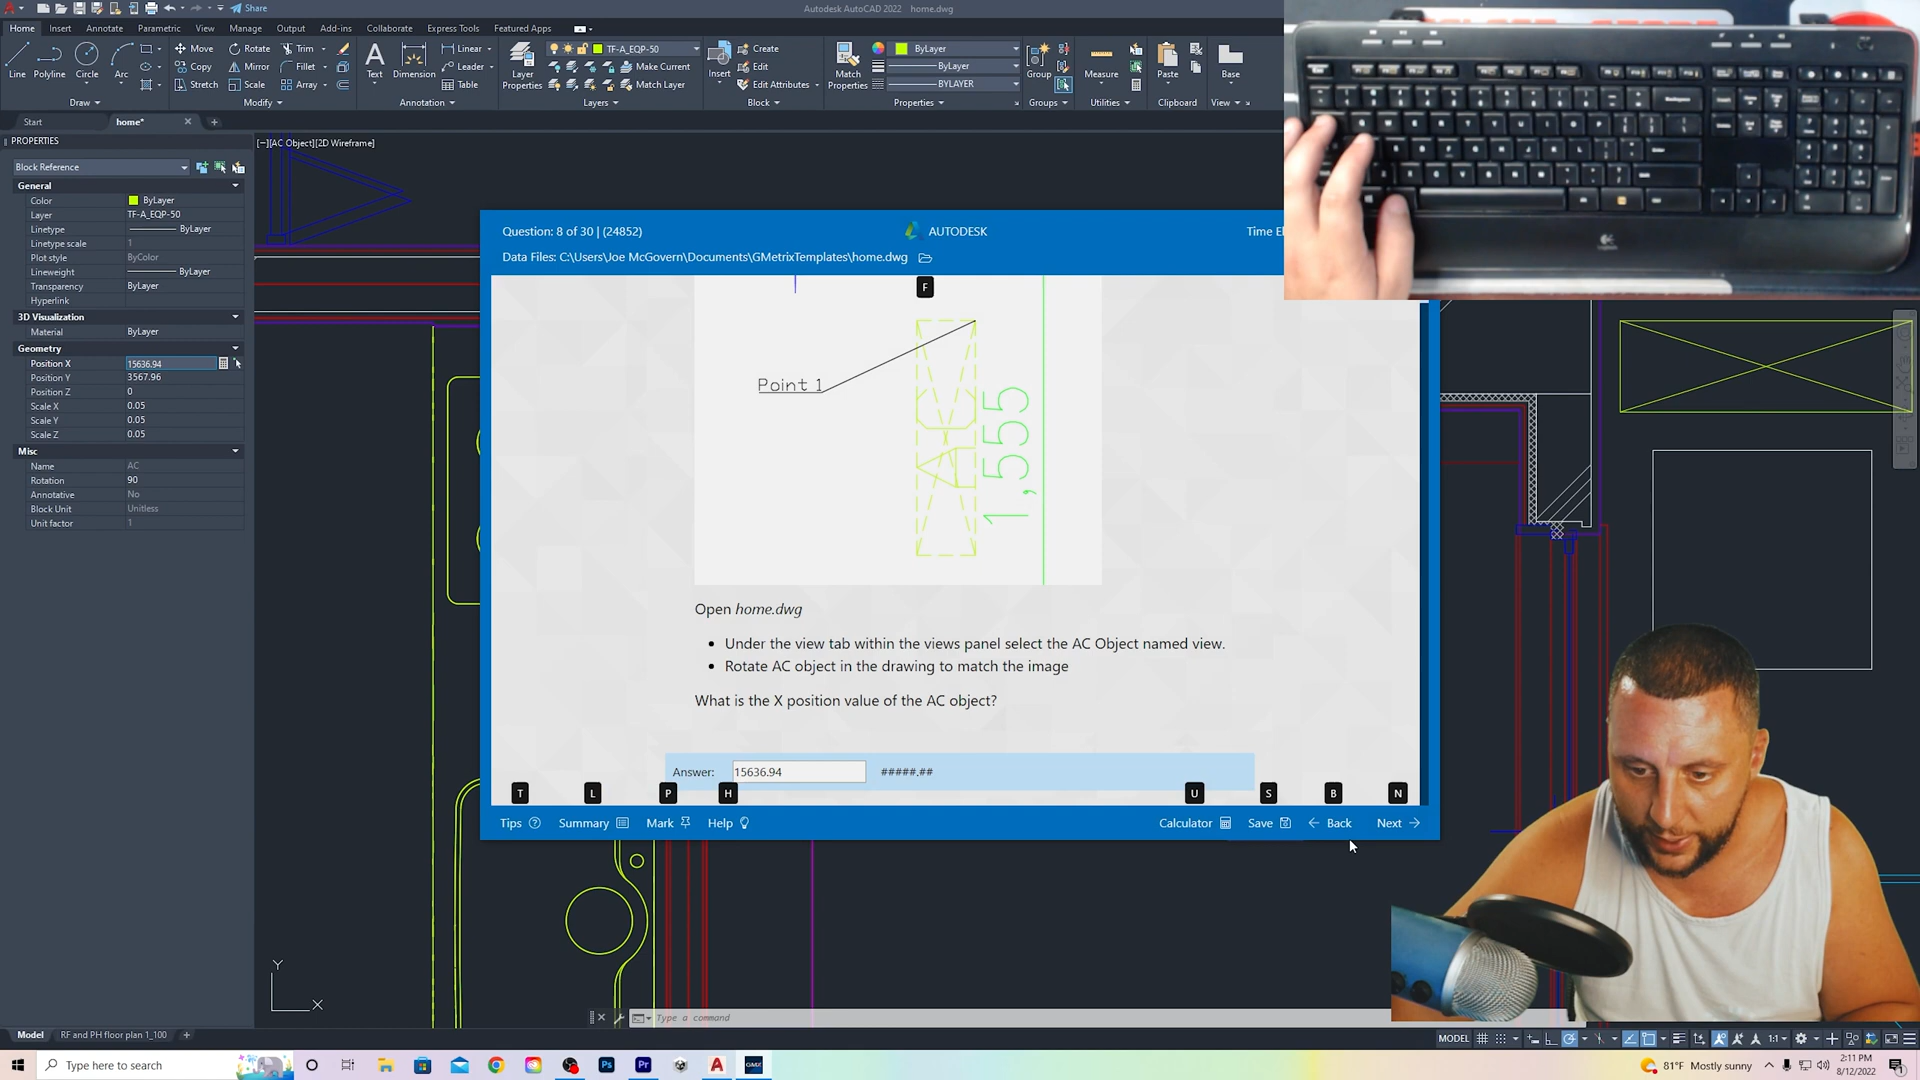 Share
Autodesk AutoCAD 2022 home.dwg
Home Insert Annotate Parametric View Manage Output Add-ins Collaborate Express Tools Featured Apps
Line Polyline Circle Arc
Move Rotate Trim
Copy Mirror Fillet
Stretch Scale Array
Text Dimension
Linear
Leader
Table
Layer Properties
TF-A_EQP-50
Make Current
Match Layer
Insert
Create
Edit
Edit Attributes
Match Properties
ByLayer
ByLayer
BYLAYER
Group Measure Paste Base
Draw Modify Annotation Layers Block Properties Groups Utilities Clipboard View
Start home*
PROPERTIES
[−][AC Object][2D Wireframe]
Block Reference
General
Color ByLayer
Layer TF-A_EQP-50
Linetype ByLayer
Linetype scale 1
Plot style ByColor
Lineweight ByLayer
Transparency ByLayer
Hyperlink
3D Visualization
Material ByLayer
Geometry
Position X 15636.94
Position Y 3567.96
Position Z 0
Scale X 0.05
Scale Y 0.05
Scale Z 0.05
Misc
Name AC
Rotation 90
Annotative No
Block Unit Unitless
Unit factor 1
Question: 8 of 30 | (24852)
AUTODESK
Data Files: C:\Users\Joe McGovern\Documents\GMetrixTemplates\home.dwg
F
Point 1
AC
1,555
Open home.dwg
• Under the view tab within the views panel select the AC Object named view.
• Rotate AC object in the drawing to match the image
What is the X position value of the AC object?
Answer: 15636.94 #####.##
T L P H U S B N
Tips Summary Mark Help Calculator Save Back Next
Y
X
Type a command
Model RF and PH floor plan 1_100
MODEL 1:1
Type here to search
81°F Mostly sunny
2:11 PM
8/12/2022